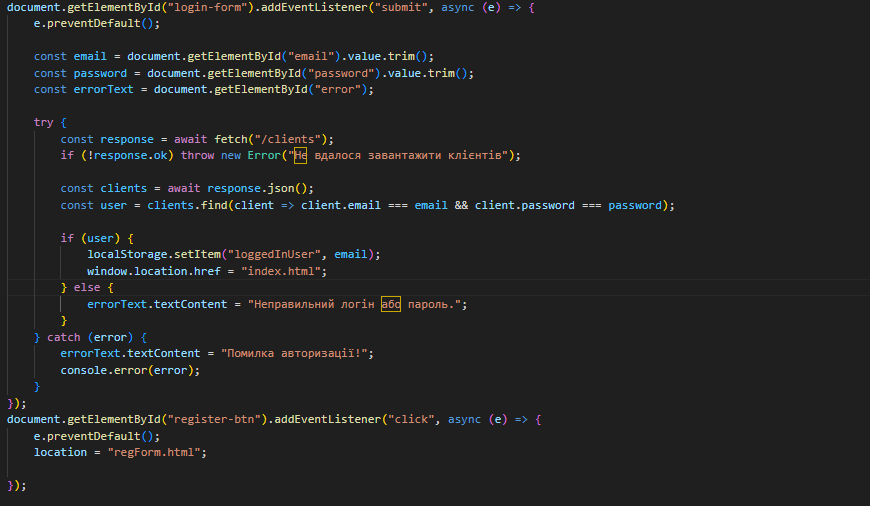 document.getElementById("login-form").addEventListener("submit", async (e) => {
    e.preventDefault();

    const email = document.getElementById("email").value.trim();
    const password = document.getElementById("password").value.trim();
    const errorText = document.getElementById("error");

    try {
        const response = await fetch("/clients");
        if (!response.ok) throw new Error("Не вдалося завантажити клієнтів");

        const clients = await response.json();
        const user = clients.find(client => client.email === email && client.password === password);

        if (user) {
            localStorage.setItem("loggedInUser", email);
            window.location.href = "index.html";
        } else {
            errorText.textContent = "Неправильний логін або пароль.";
        }
    } catch (error) {
        errorText.textContent = "Помилка авторизації!";
        console.error(error);
    }
});
document.getElementById("register-btn").addEventListener("click", async (e) => {
    e.preventDefault();
    location = "regForm.html";

});